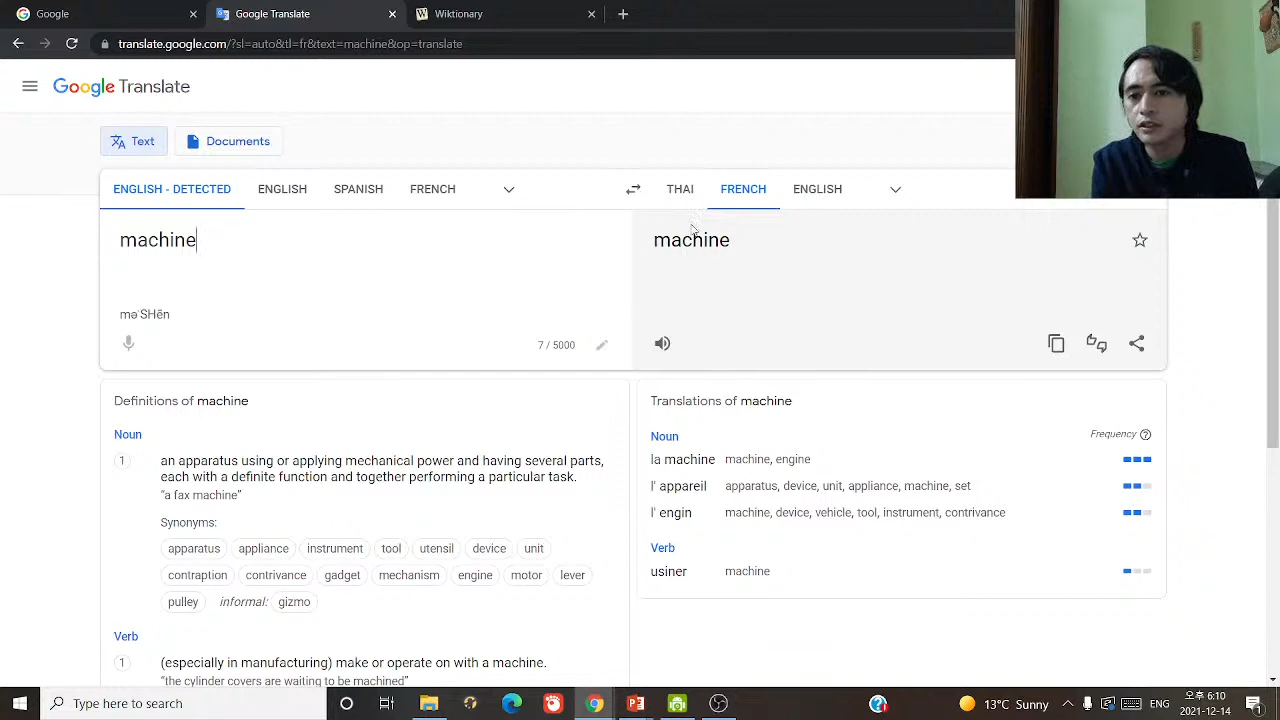 Google
Google Translate
Wiktionary
translate.google.com/?sl=auto&tl=fr&text=machine&op=translate
Google Translate
Text
Documents
ENGLISH - DETECTED
ENGLISH
SPANISH
FRENCH
THAI
FRENCH
ENGLISH
machine
machine
məˈSHēn
7 / 5000
Definitions of machine
Noun
1
an apparatus using or applying mechanical power and having several parts,
each with a definite function and together performing a particular task.
“a fax machine”
Synonyms:
apparatus
appliance
instrument
tool
utensil
device
unit
contraption
contrivance
gadget
mechanism
engine
motor
lever
pulley
informal:
gizmo
Verb
1
(especially in manufacturing) make or operate on with a machine.
“the cylinder covers are waiting to be machined”
Translations of machine
Noun
Frequency
la machine machine, engine
l' appareil apparatus, device, unit, appliance, machine, set
l' engin machine, device, vehicle, tool, instrument, contrivance
Verb
usiner machine
Type here to search
13°C Sunny
ENG
오후 6:10
2021-12-14